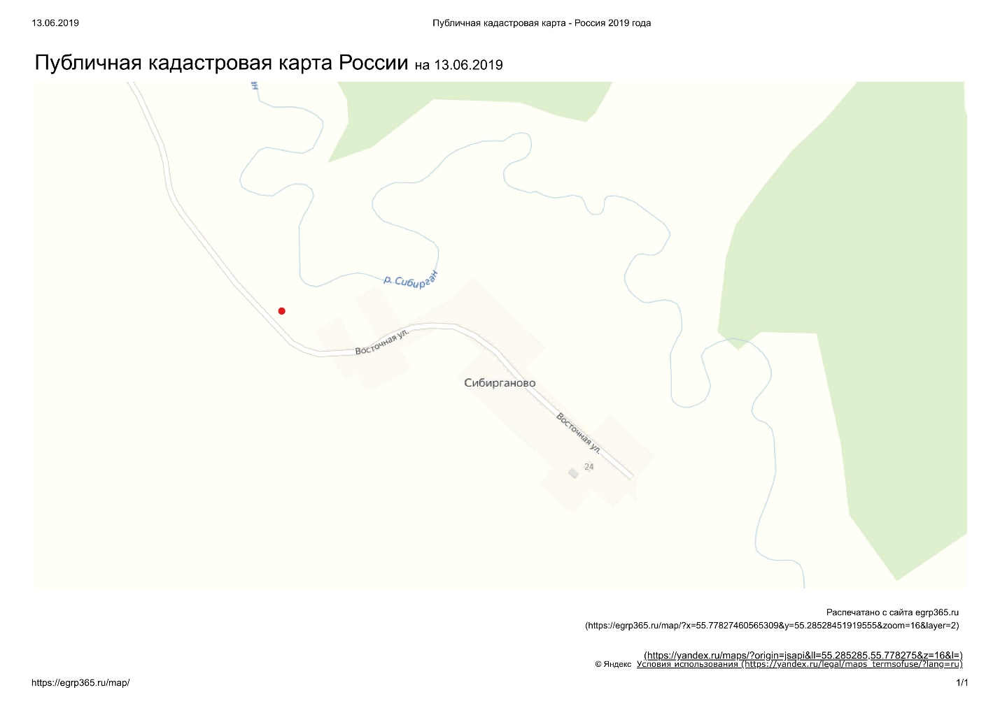 13.06.2019
Публичная кадастровая карта - Россия 2019 года
Публичная кадастровая карта России на 13.06.2019
ан
р. Сибирган
Восточная ул.
Сибирганово
Восточная ул.
24
Распечатано с сайта egrp365.ru
(https://egrp365.ru/map/?x=55.77827460565309&y=55.28528451919555&zoom=16&layer=2)
(https://yandex.ru/maps/?origin=jsapi&ll=55.285285,55.778275&z=16&l=)
© Яндекс Условия использования (https://yandex.ru/legal/maps_termsofuse/?lang=ru)
https://egrp365.ru/map/
1/1